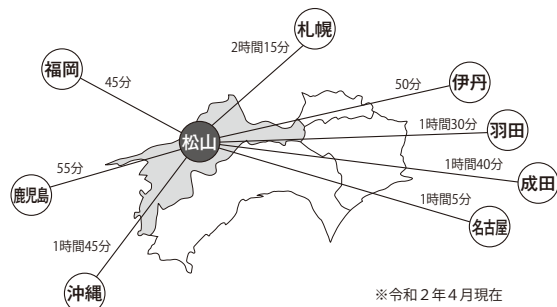 札幌
2時間15分
福岡
45分
伊丹
50分
羽田
1時間30分
松山
成田
1時間40分
鹿児島
55分
名古屋
1時間5分
沖縄
1時間45分
※令和2年4月現在